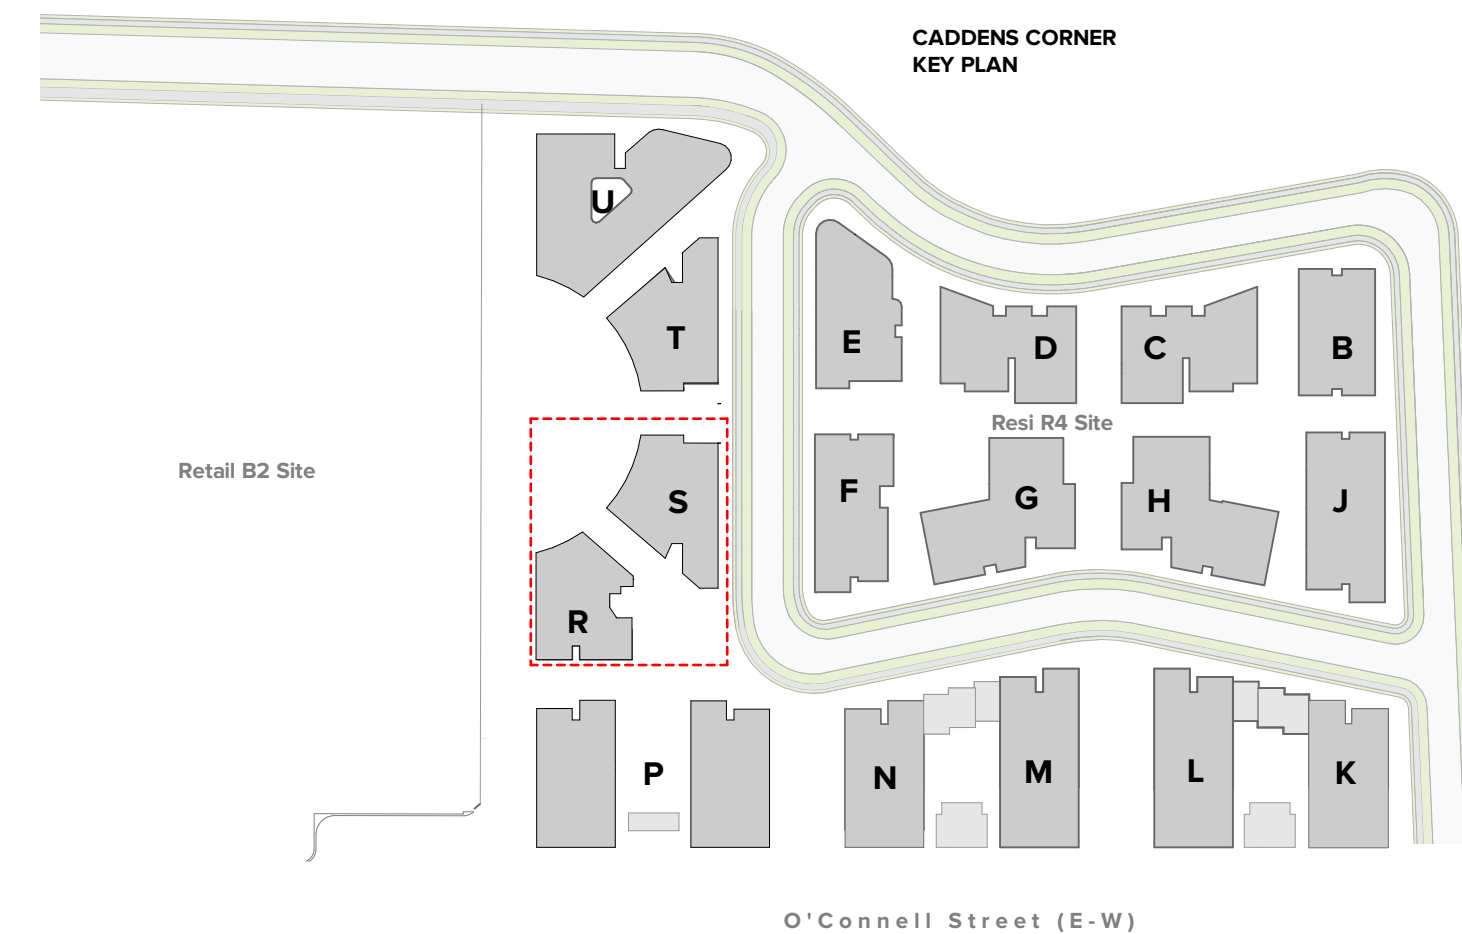 CADDENS CORNER
KEY PLAN
U
T
E
D
C
B
Resi R4 Site
Retail B2 Site
S
F
G
H
J
R
P
N
M
L
K
O'Connell Street (E-W)